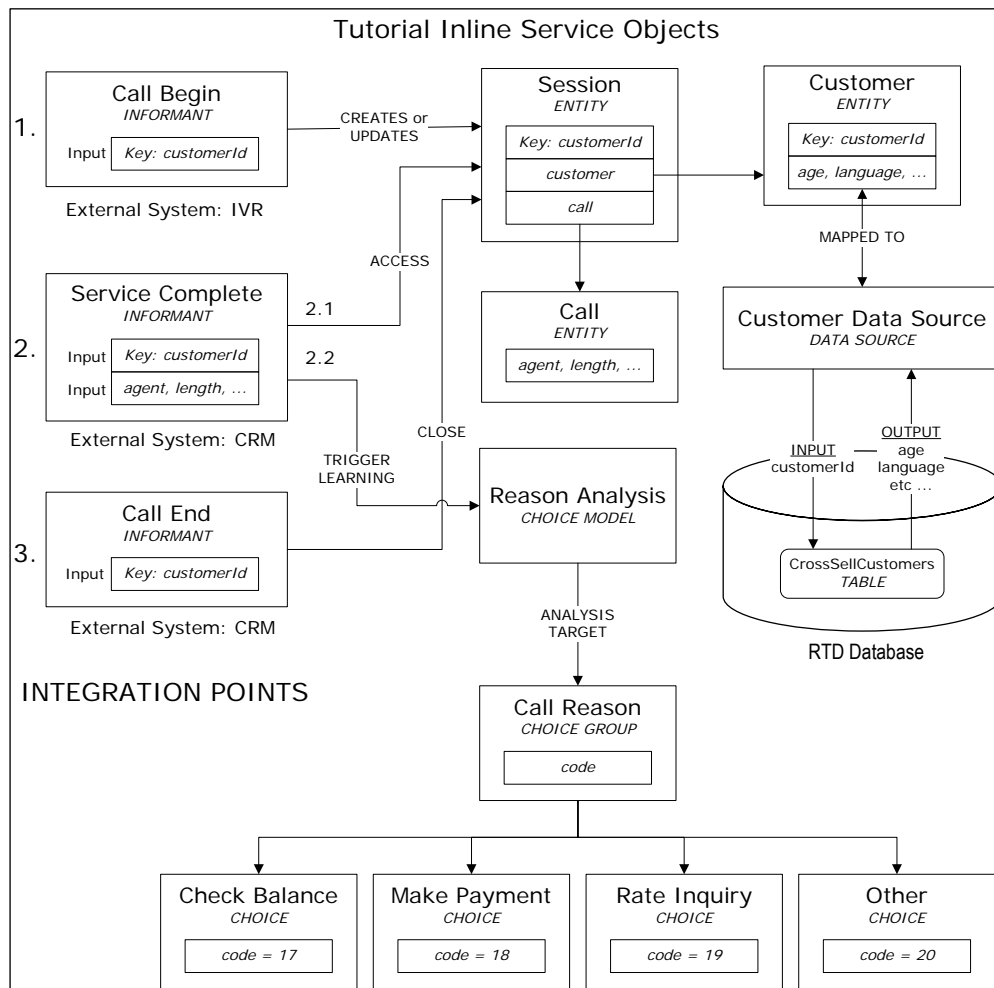 Tutorial Inline Service Objects
1.
Call Begin
INFORMANT
Input
Key: customerId
External System: IVR
CREATES or
UPDATES
Session
ENTITY
Key: customerId
customer
call
Customer
ENTITY
Key: customerId
age, language, ...
MAPPED TO
ACCESS
2.
Service Complete
INFORMANT
Input
Key: customerId
Input
agent, length, ...
External System: CRM
2.1
2.2
Call
ENTITY
agent, length, ...
Customer Data Source
DATA SOURCE
CLOSE
TRIGGER
LEARNING
INPUT
customerId
OUTPUT
age
language
etc ...
3.
Call End
INFORMANT
Input
Key: customerId
External System: CRM
Reason Analysis
CHOICE MODEL
CrossSellCustomers
TABLE
RTD Database
ANALYSIS
TARGET
INTEGRATION POINTS
Call Reason
CHOICE GROUP
code
Check Balance
CHOICE
code = 17
Make Payment
CHOICE
code = 18
Rate Inquiry
CHOICE
code = 19
Other
CHOICE
code = 20